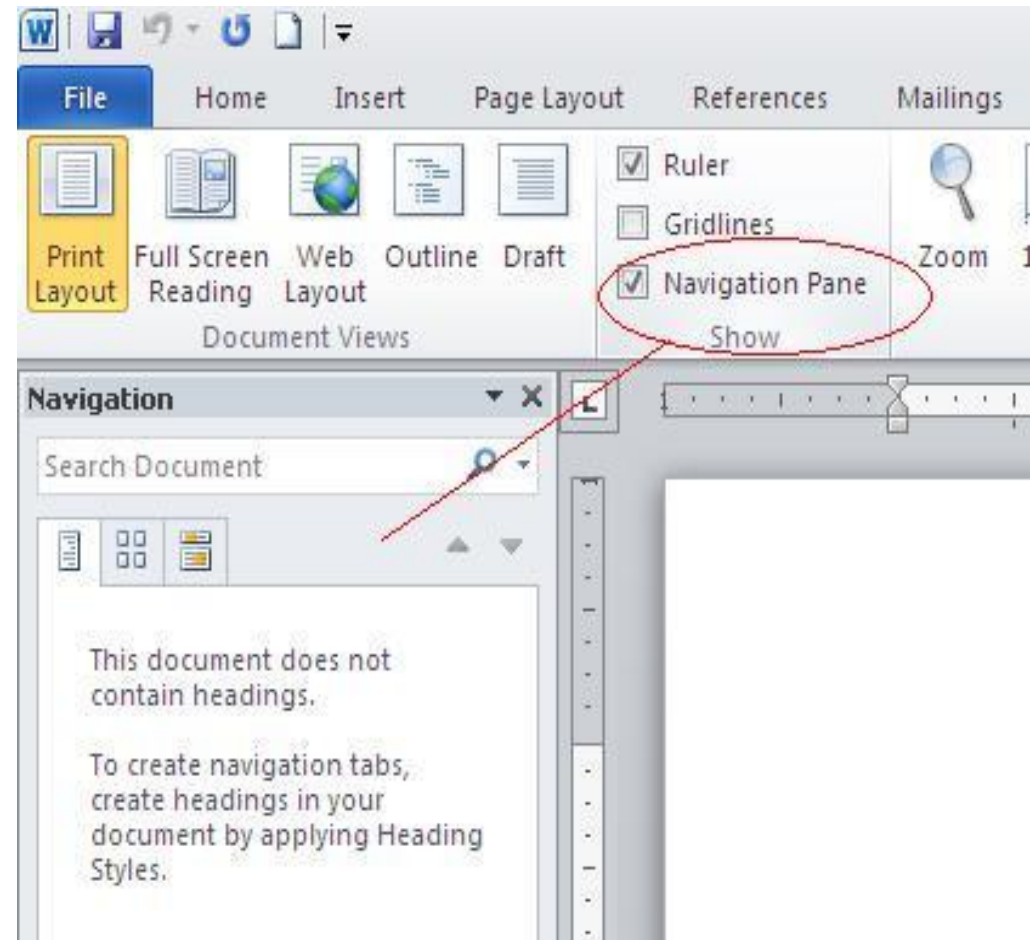 W
File Home Insert Page Layout References Mailings
Print Layout
Full Screen Reading
Web Layout
Outline
Draft
Document Views
Ruler
Gridlines
Navigation Pane
Show
Zoom
Navigation
L
Search Document
This document does not
contain headings.
To create navigation tabs,
create headings in your
document by applying Heading
Styles.